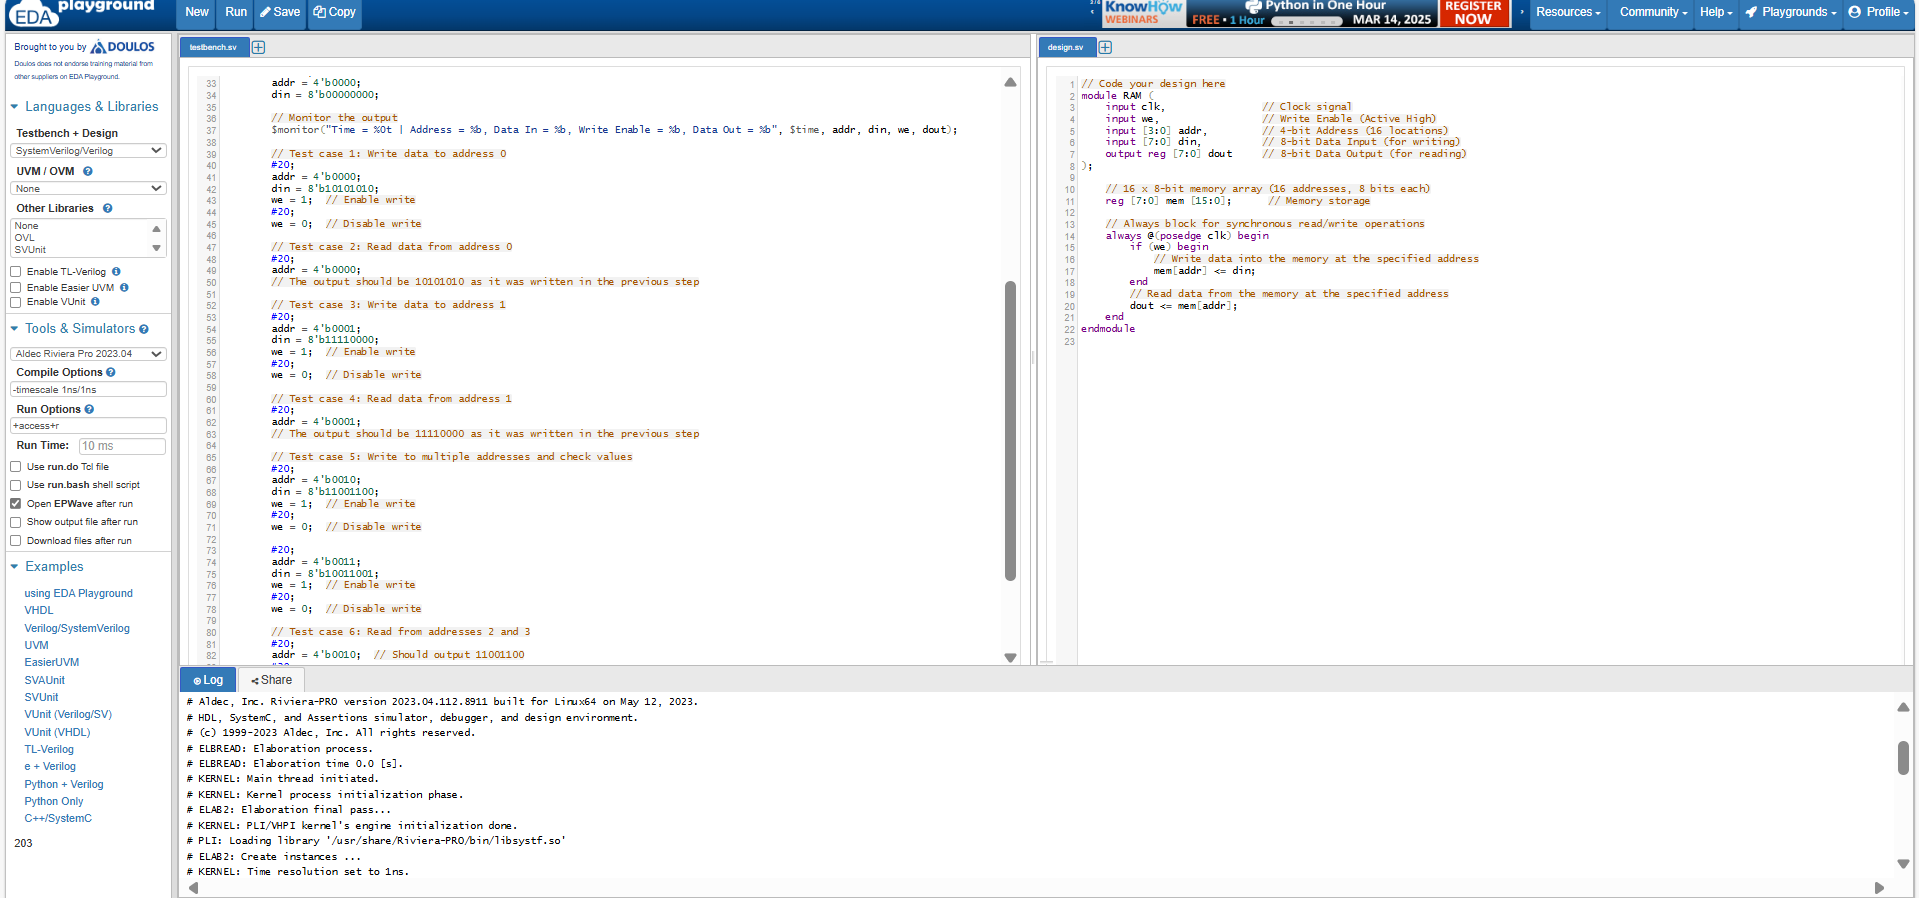 EDA playground
New Run Save Copy
KnowHow WEBINARS Python in One Hour FREE • 1 Hour MAR 14, 2025 REGISTER NOW
Resources Community Help Playgrounds Profile
Brought to you by DOULOS
Doulos does not endorse training material from
other suppliers on EDA Playground.
Languages & Libraries
Testbench + Design
SystemVerilog/Verilog
UVM / OVM
None
Other Libraries
None
OVL
SVUnit
Enable TL-Verilog
Enable Easier UVM
Enable VUnit
Tools & Simulators
Aldec Riviera Pro 2023.04
Compile Options
-timescale 1ns/1ns
Run Options
+access+r
Run Time: 10 ms
Use run.do Tcl file
Use run.bash shell script
Open EPWave after run
Show output file after run
Download files after run
Examples
using EDA Playground
VHDL
Verilog/SystemVerilog
UVM
EasierUVM
SVAUnit
SVUnit
VUnit (Verilog/SV)
VUnit (VHDL)
TL-Verilog
e + Verilog
Python + Verilog
Python Only
C++/SystemC
203
testbench.sv
33 addr = 4'b0000;
34 din = 8'b00000000;
35
36 // Monitor the output
37 $monitor("Time = %0t | Address = %b, Data In = %b, Write Enable = %b, Data Out = %b", $time, addr, din, we, dout);
38
39 // Test case 1: Write data to address 0
40 #20;
41 addr = 4'b0000;
42 din = 8'b10101010;
43 we = 1;  // Enable write
44 #20;
45 we = 0;  // Disable write
46
47 // Test case 2: Read data from address 0
48 #20;
49 addr = 4'b0000;
50 // The output should be 10101010 as it was written in the previous step
51
52 // Test case 3: Write data to address 1
53 #20;
54 addr = 4'b0001;
55 din = 8'b11110000;
56 we = 1;  // Enable write
57 #20;
58 we = 0;  // Disable write
59
60 // Test case 4: Read data from address 1
61 #20;
62 addr = 4'b0001;
63 // The output should be 11110000 as it was written in the previous step
64
65 // Test case 5: Write to multiple addresses and check values
66 #20;
67 addr = 4'b0010;
68 din = 8'b11001100;
69 we = 1;  // Enable write
70 #20;
71 we = 0;  // Disable write
72
73 #20;
74 addr = 4'b0011;
75 din = 8'b10011001;
76 we = 1;  // Enable write
77 #20;
78 we = 0;  // Disable write
79
80 // Test case 6: Read from addresses 2 and 3
81 #20;
82 addr = 4'b0010;  // Should output 11001100
design.sv
1 // Code your design here
2 module RAM (
3 input clk, // Clock signal
4 input we, // Write Enable (Active High)
5 input [3:0] addr, // 4-bit Address (16 locations)
6 input [7:0] din, // 8-bit Data Input (for writing)
7 output reg [7:0] dout // 8-bit Data Output (for reading)
8 );
9
10 // 16 x 8-bit memory array (16 addresses, 8 bits each)
11 reg [7:0] mem [15:0]; // Memory storage
12
13 // Always block for synchronous read/write operations
14 always @(posedge clk) begin
15 if (we) begin
16 // Write data into the memory at the specified address
17 mem[addr] <= din;
18 end
19 // Read data from the memory at the specified address
20 dout <= mem[addr];
21 end
22 endmodule
23
Log Share
# Aldec, Inc. Riviera-PRO version 2023.04.112.8911 built for Linux64 on May 12, 2023.
# HDL, SystemC, and Assertions simulator, debugger, and design environment.
# (c) 1999-2023 Aldec, Inc. All rights reserved.
# ELBREAD: Elaboration process.
# ELBREAD: Elaboration time 0.0 [s].
# KERNEL: Main thread initiated.
# KERNEL: Kernel process initialization phase.
# ELAB2: Elaboration final pass...
# KERNEL: PLI/VHPI kernel's engine initialization done.
# PLI: Loading library '/usr/share/Riviera-PRO/bin/libsystf.so'
# ELAB2: Create instances ...
# KERNEL: Time resolution set to 1ns.